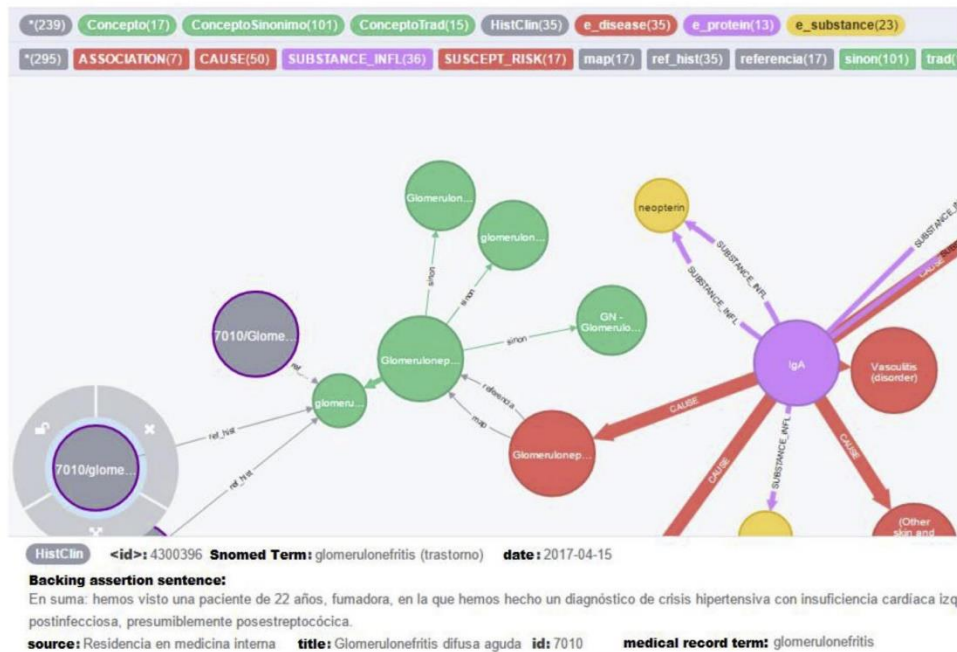 *(239) Concepto(17) ConceptoSinonimo(101) ConceptoTrad(15) HistClin(35) e_disease(35) e_protein(13) e_substance(23)
*(295) ASSOCIATION(7) CAUSE(50) SUBSTANCE_INFL(36) SUSCEPT_RISK(17) map(17) ref_hist(35) referencia(17) sinon(101) trad(
Glomerulon...
glomerulon...
neopterin
SUBSTANCE_INFL
SUBSTANCE_INFL
SUBSTANCE_IN
CAUSE
sinon
sinon
GN - Glomerulo...
sinon
7010/Glome...
ref_...
Glomerulonep...
glomeru...
IgA
Vasculitis
(disorder)
referencia
map
CAUSE
ref_hist
ref_hist
7010/glome...
Glomerulonep...
CAUSE
SUBSTANCE_INFL
CAUSE
(Other
skin and
HistClin <id>: 4300396 Snomed Term: glomerulonefritis (trastorno) date: 2017-04-15
Backing assertion sentence:
En suma: hemos visto una paciente de 22 años, fumadora, en la que hemos hecho un diagnóstico de crisis hipertensiva con insuficiencia cardíaca izq
postinfecciosa, presumiblemente posestreptocócica.
source: Residencia en medicina interna title: Glomerulonefritis difusa aguda id: 7010 medical record term: glomerulonefritis